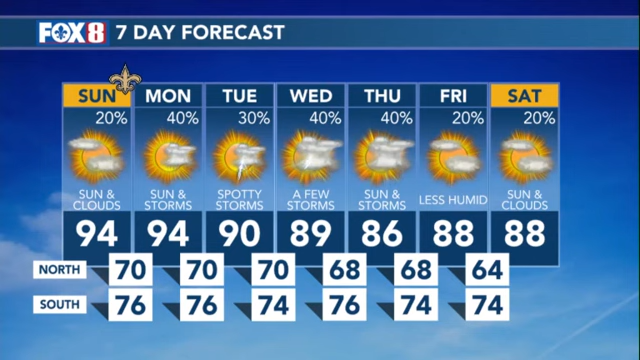 FOX 8 7 DAY FORECAST
SUN MON TUE WED THU FRI SAT
20% 40% 30% 40% 40% 20% 20%
SUN & CLOUDS SUN & STORMS SPOTTY STORMS A FEW STORMS SUN & STORMS LESS HUMID SUN & CLOUDS
94 94 90 89 86 88 88
NORTH 70 70 70 68 68 64
SOUTH 76 76 74 76 74 74